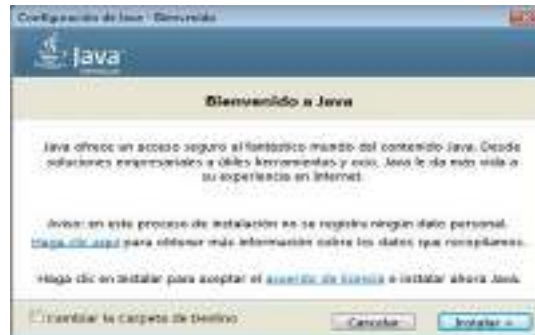 Configuración de Java - Bienvenido
Java
Bienvenido a Java
Java ofrece un acceso seguro al fantástico mundo del contenido Java. Desde
soluciones empresariales a útiles herramientas y ocio, Java le da más vida a
su experiencia en Internet.
Aviso: en este proceso de instalación no se registra ningún dato personal.
Haga clic aquí para obtener más información sobre los datos que recopilamos.
Haga clic en Instalar para aceptar el acuerdo de licencia e instalar ahora Java.
Cambiar la Carpeta de Destino
Cancelar
Instalar >